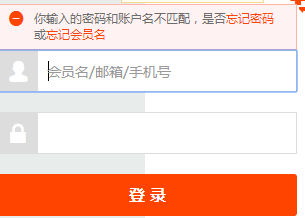 你输入的密码和账户名不匹配，是否忘记密码
或忘记会员名
会员名/邮箱/手机号
登 录